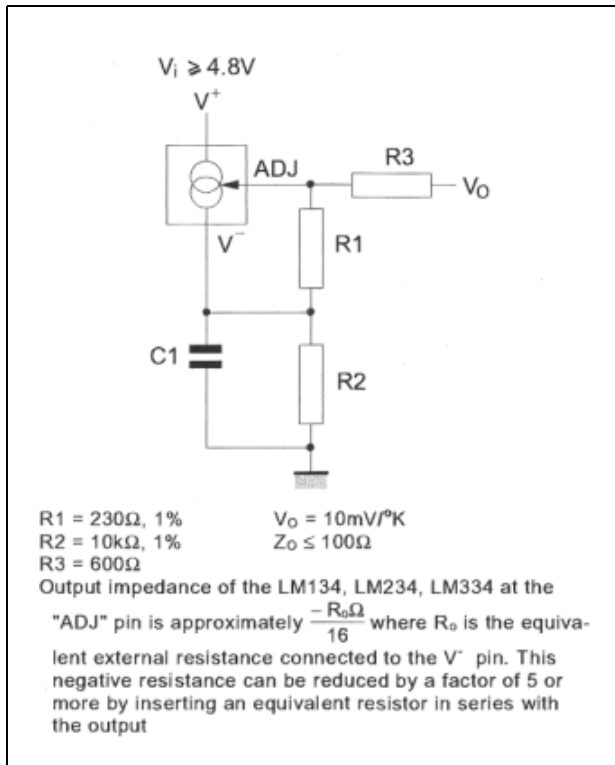 Vi ≥ 4.8V
V+
ADJ
R3
VO
V−
R1
C1
R2
R1 = 230Ω, 1%
VO = 10mV/°K
R2 = 10kΩ, 1%
ZO ≤ 100Ω
R3 = 600Ω
Output impedance of the LM134, LM234, LM334 at the
"ADJ" pin is approximately −RoΩ/16 where Ro is the equiva-
lent external resistance connected to the V- pin. This
negative resistance can be reduced by a factor of 5 or
more by inserting an equivalent resistor in series with
the output